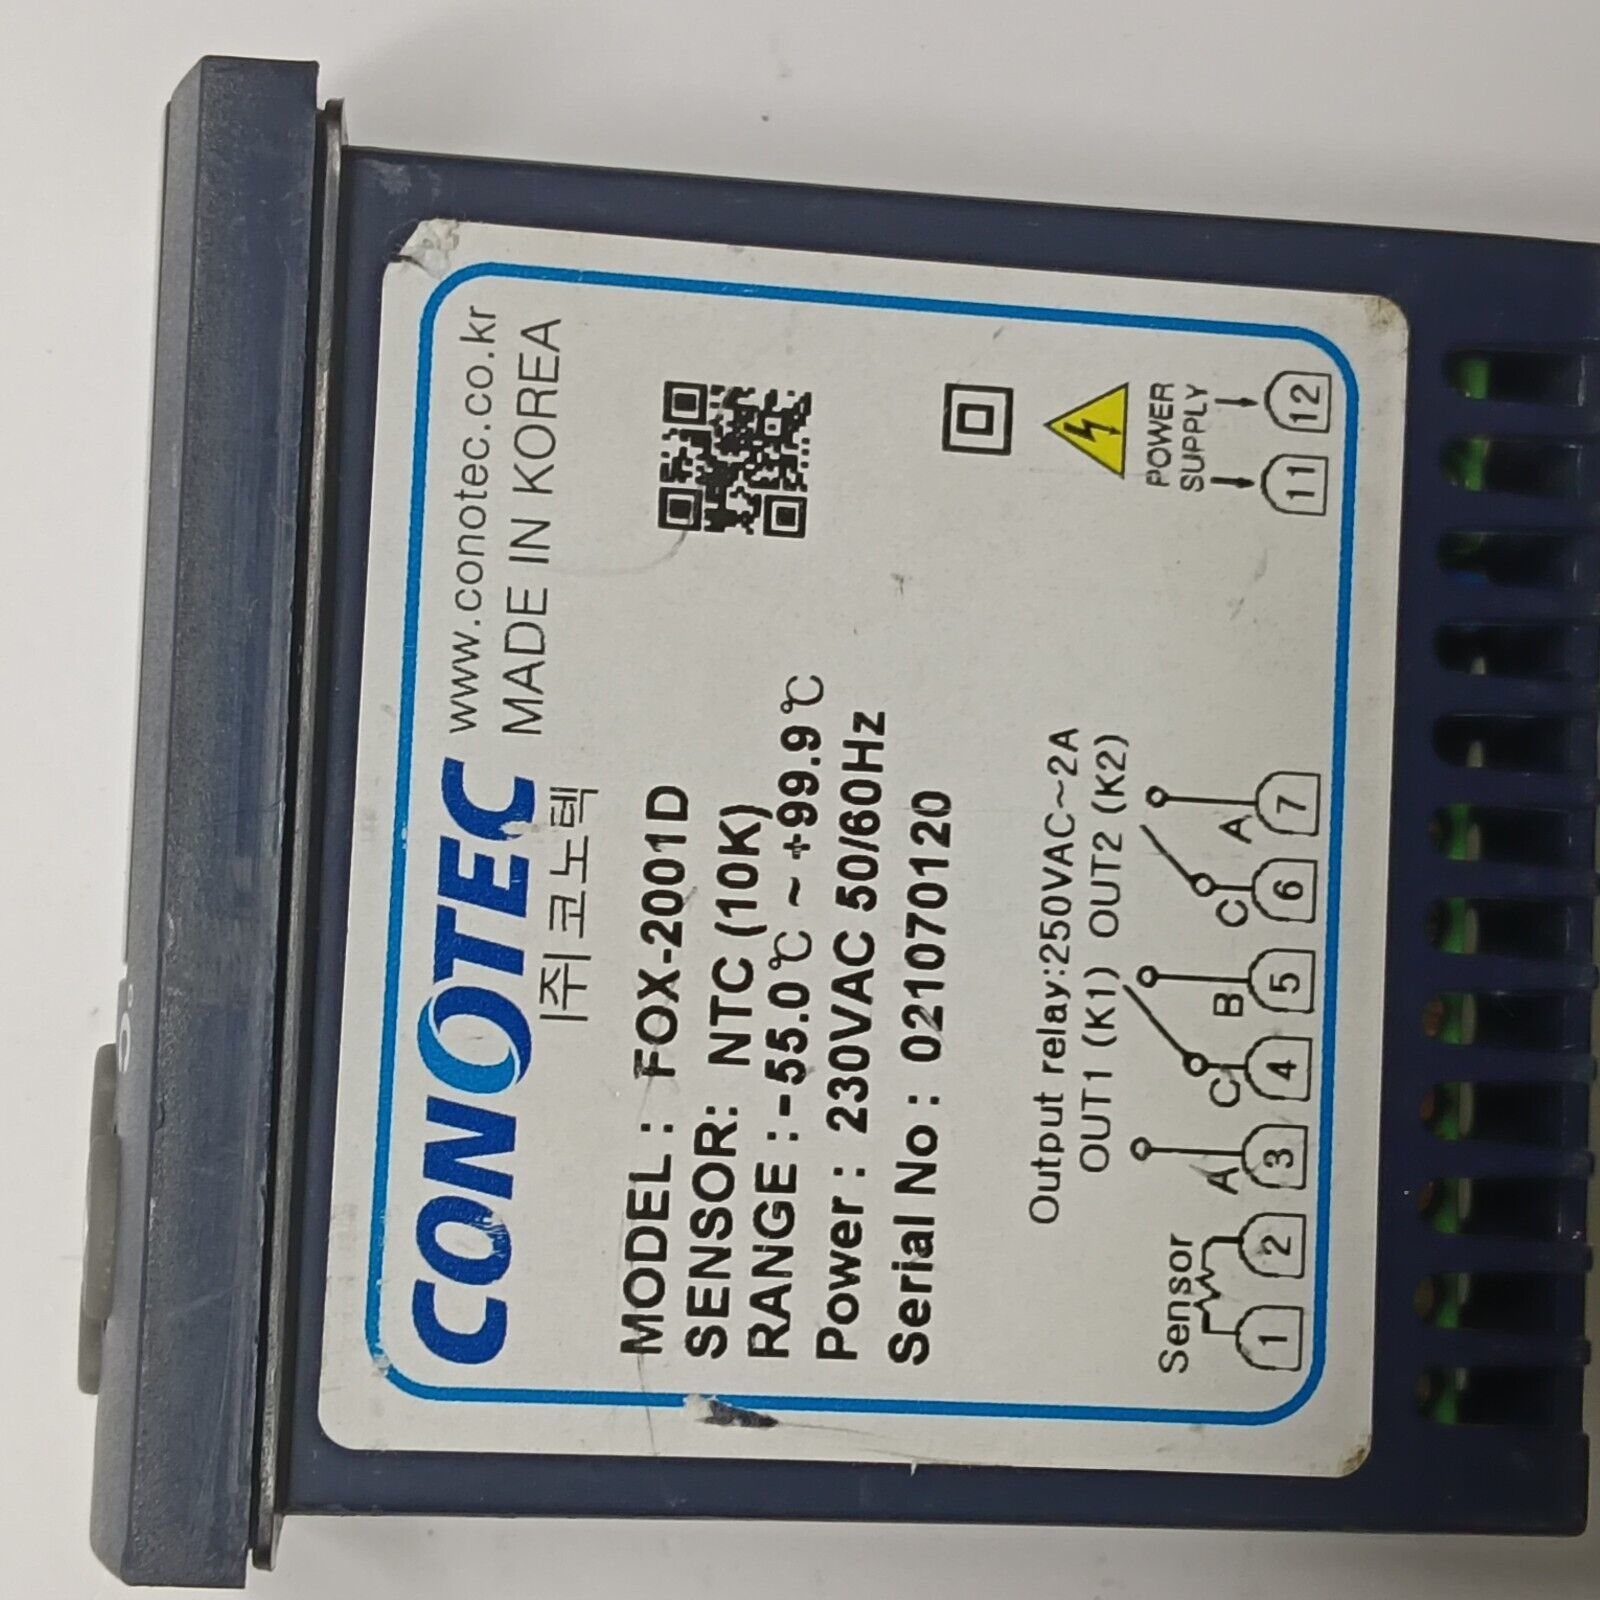 CONOTEC
www.conotec.co.kr
㈜코노텍
MADE IN KOREA
MODEL : FOX-2001D
SENSOR: NTC (10K)
RANGE : -55.0℃ ~ +99.9℃
Power : 230VAC 50/60Hz
Serial No : 021070120
Output relay:250VAC~2A
OUT1 (K1) OUT2 (K2)
POWER
SUPPLY
Sensor
A C B C A
1 2 3 4 5 6 7 11 12